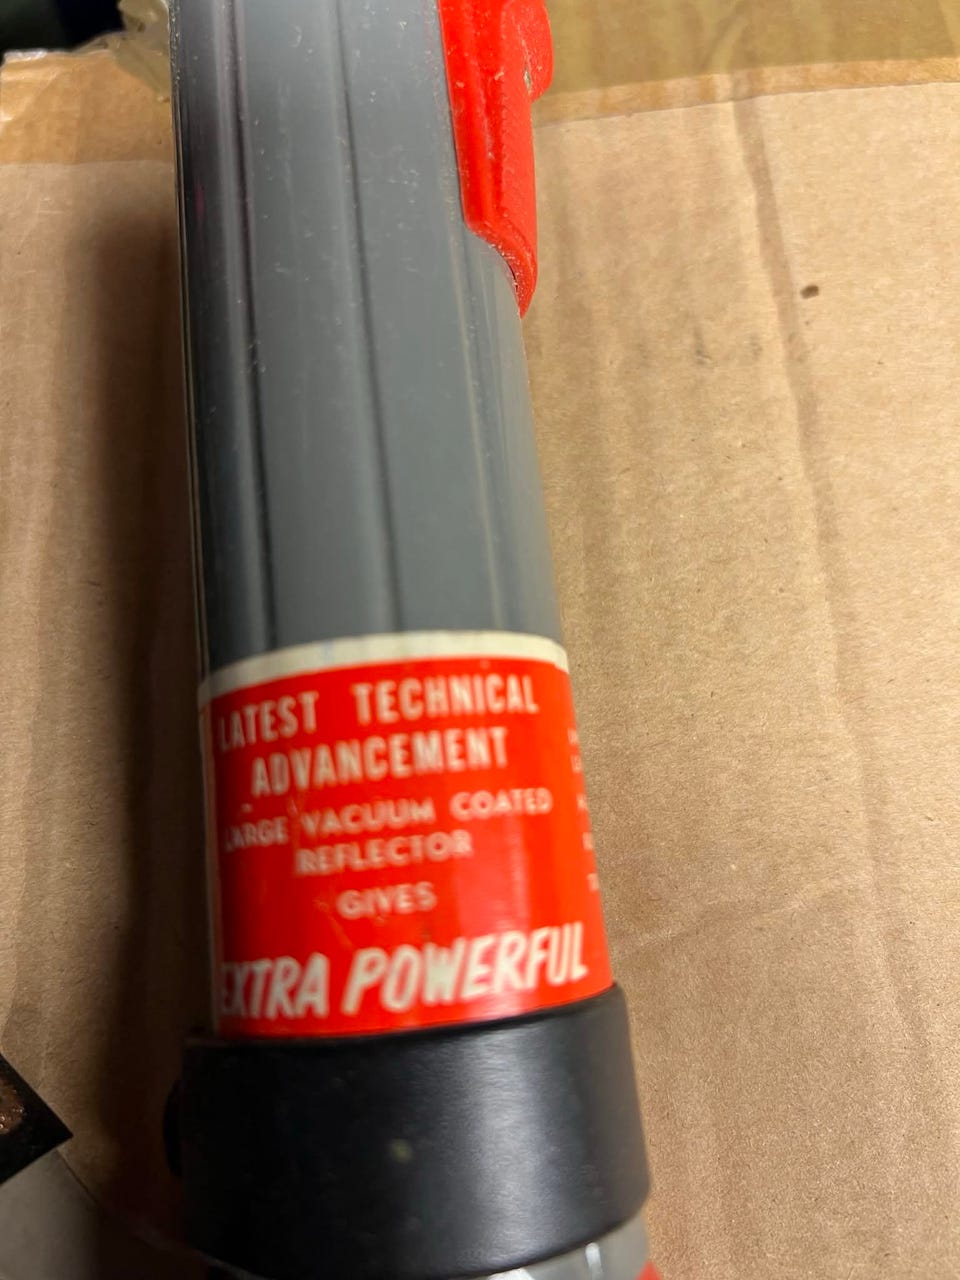 LATEST TECHNICAL
ADVANCEMENT
LARGE VACUUM COATED
REFLECTOR
GIVES
EXTRA POWERFUL